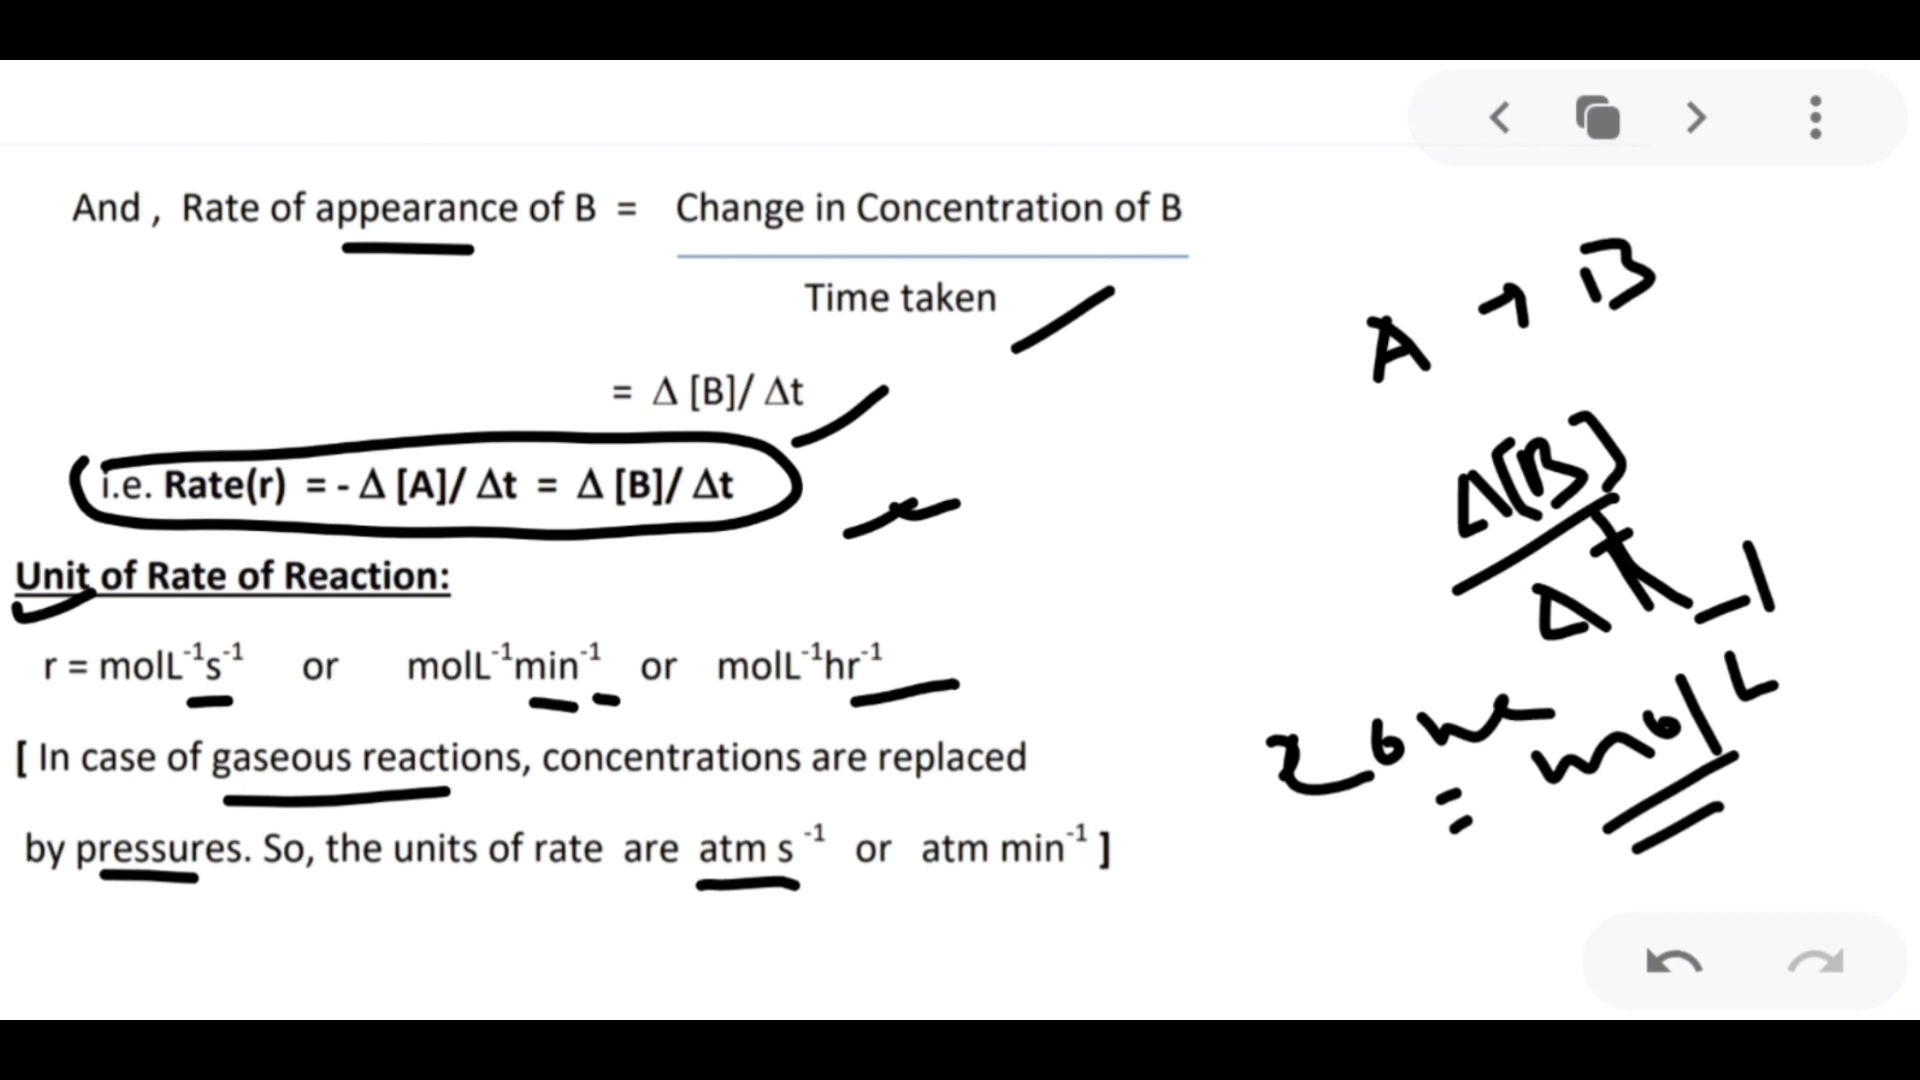 And , Rate of appearance of B = Change in Concentration of B
Time taken
= Δ [B]/ Δt
i.e. Rate(r) = - Δ [A]/ Δt = Δ [B]/ Δt
Unit of Rate of Reaction:
r = molL⁻¹s⁻¹ or molL⁻¹min⁻¹ or molL⁻¹hr⁻¹
[ In case of gaseous reactions, concentrations are replaced
by pressures. So, the units of rate are atm s ⁻¹ or atm min⁻¹ ]
A → B
Δ[B]
Δt
= mol/L